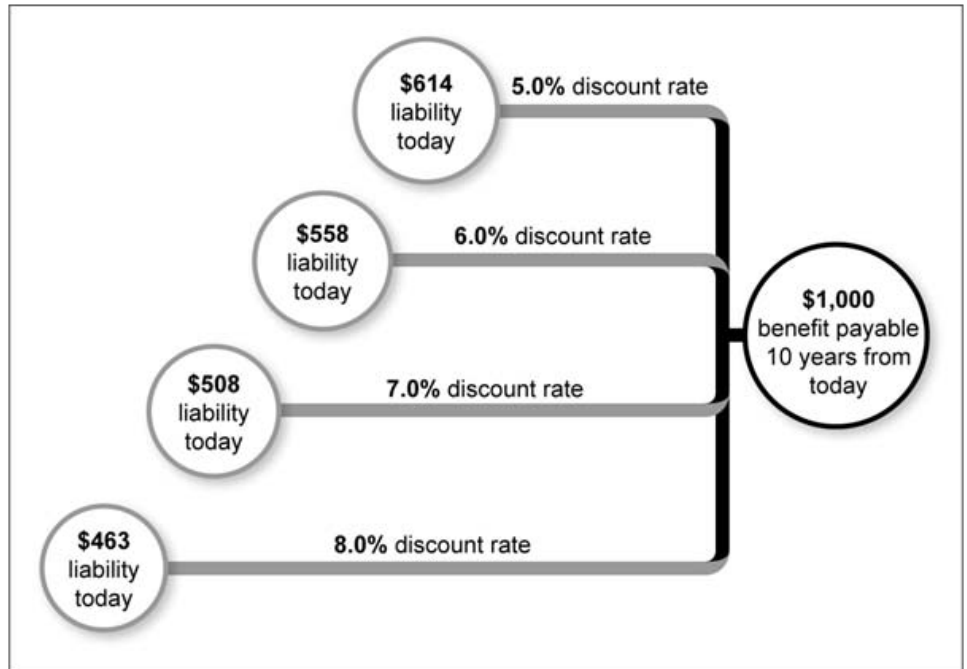 $614
liability
today
5.0% discount rate
$558
liability
today
6.0% discount rate
$1,000
benefit payable
10 years from
today
$508
liability
today
7.0% discount rate
$463
liability
today
8.0% discount rate